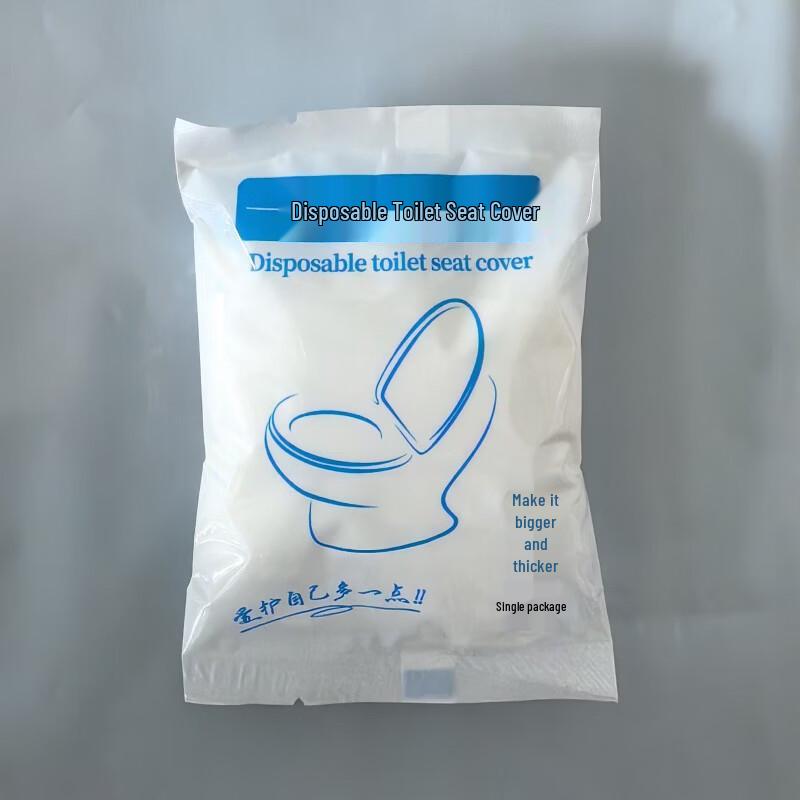 Disposable Toilet Seat Cover
Disposable toilet seat cover
Make it
bigger
and
thicker
爱护自己多一点!!
Single package